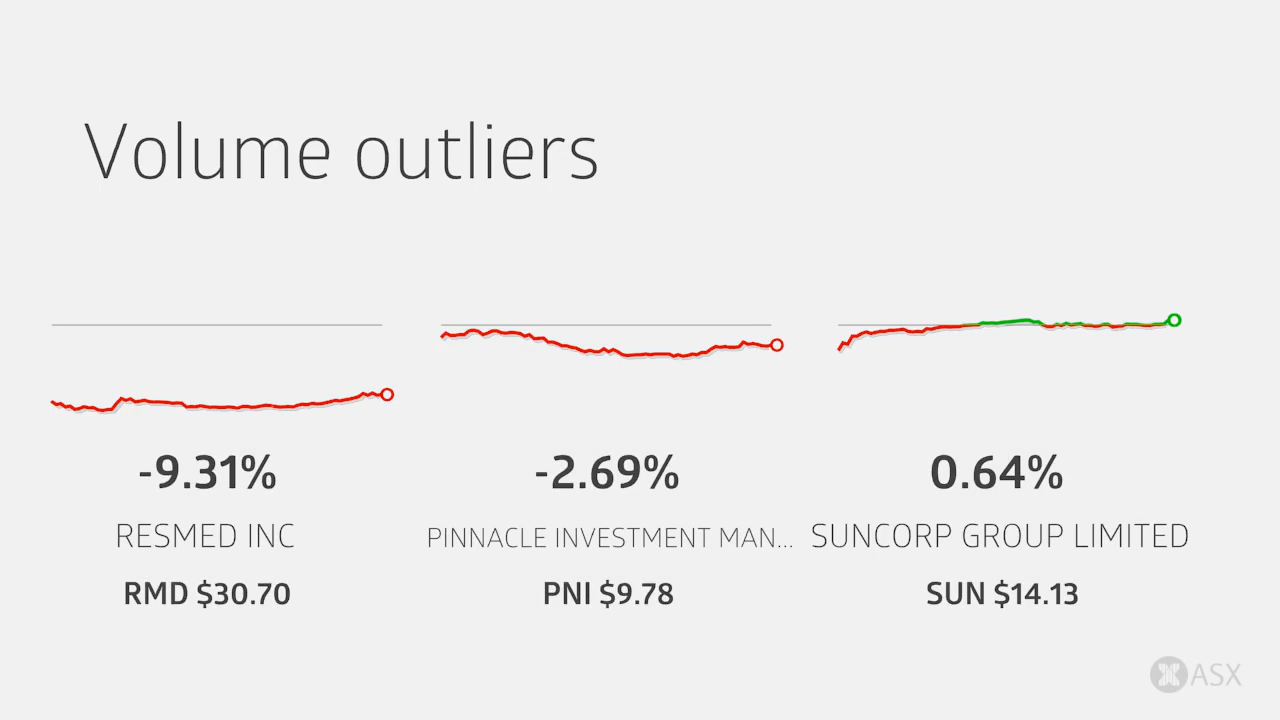 Volume outliers
-9.31%
RESMED INC
RMD $30.70
-2.69%
PINNACLE INVESTMENT MAN...
PNI $9.78
0.64%
SUNCORP GROUP LIMITED
SUN $14.13
ASX